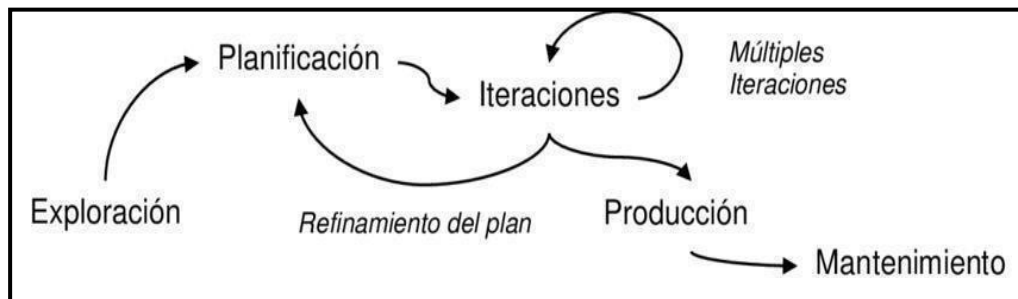 Planificación
Múltiples
Iteraciones
Iteraciones
Exploración
Refinamiento del plan
Producción
Mantenimiento